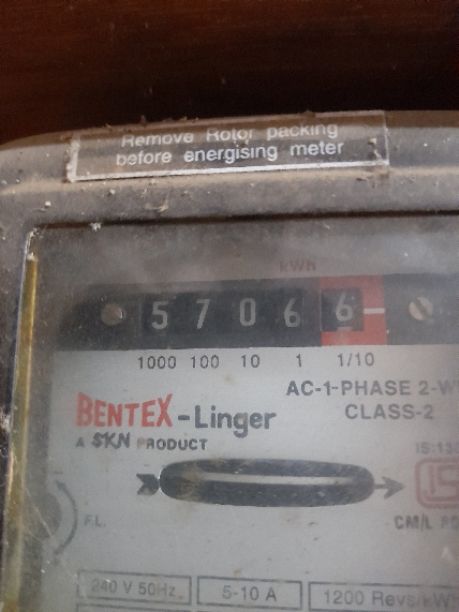 Remove Rotor packing
before energising meter
kWh
5 7 0 6 6
1000 100 10 1 1/10
AC-1-PHASE 2-W
CLASS-2
BENTEX-Linger
A SKN PRODUCT
F.L.
CM/L
240 V 50Hz
5-10 A
1200 Revs/kW